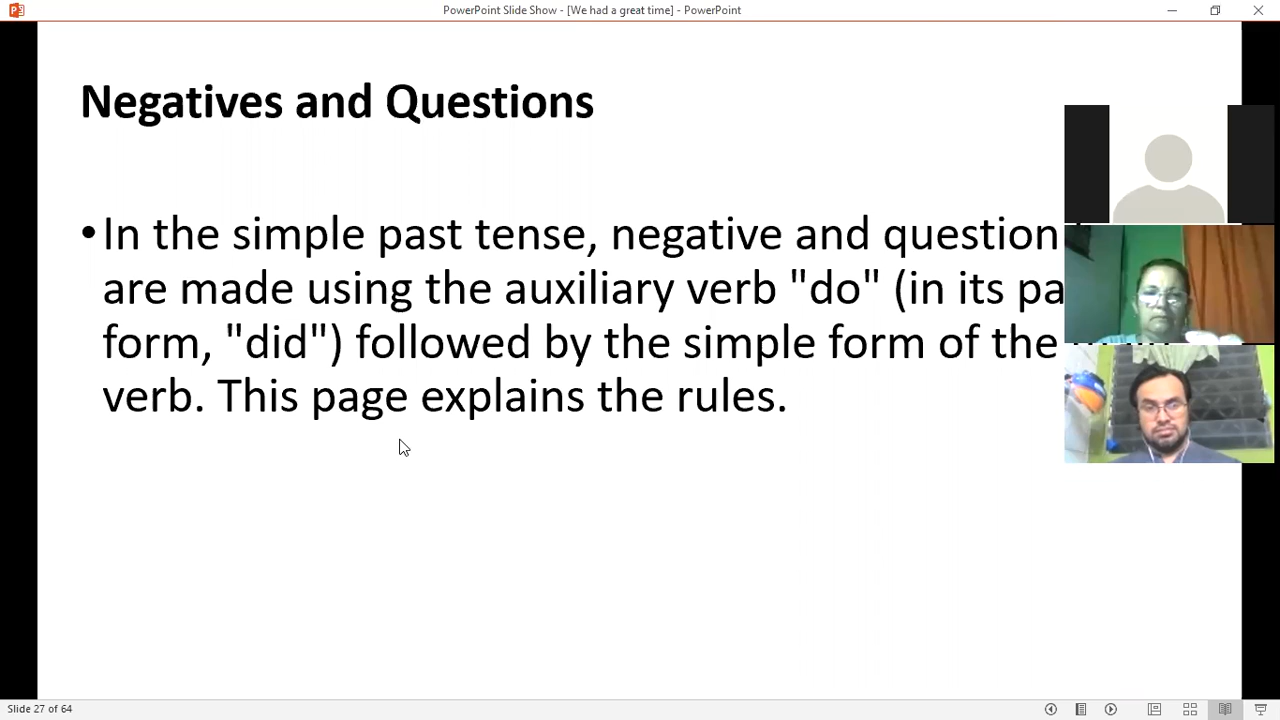 PowerPoint Slide Show - [We had a great time] - PowerPoint
Negatives and Questions
•In the simple past tense, negative and question
are made using the auxiliary verb "do" (in its
form, "did") followed by the simple form of the
verb. This page explains the rules.
Slide 27 of 64